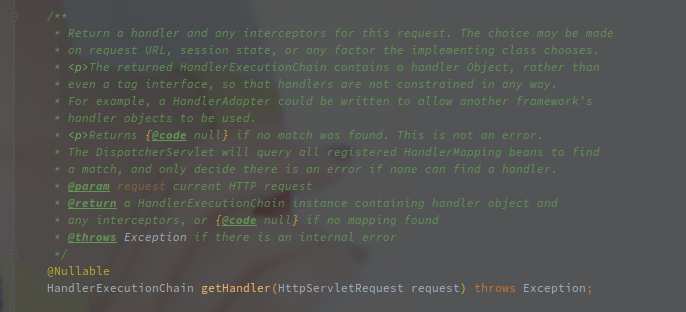 /**
* Return a handler and any interceptors for this request. The choice may be made
* on request URL, session state, or any factor the implementing class chooses.
* <p>The returned HandlerExecutionChain contains a handler Object, rather than
* even a tag interface, so that handlers are not constrained in any way.
* For example, a HandlerAdapter could be written to allow another framework's
* handler objects to be used.
* <p>Returns {@code null} if no match was found. This is not an error.
* The DispatcherServlet will query all registered HandlerMapping beans to find
* a match, and only decide there is an error if none can find a handler.
* @param request current HTTP request
* @return a HandlerExecutionChain instance containing handler object and
* any interceptors, or {@code null} if no mapping found
* @throws Exception if there is an internal error
*/
@Nullable
HandlerExecutionChain getHandler(HttpServletRequest request) throws Exception;